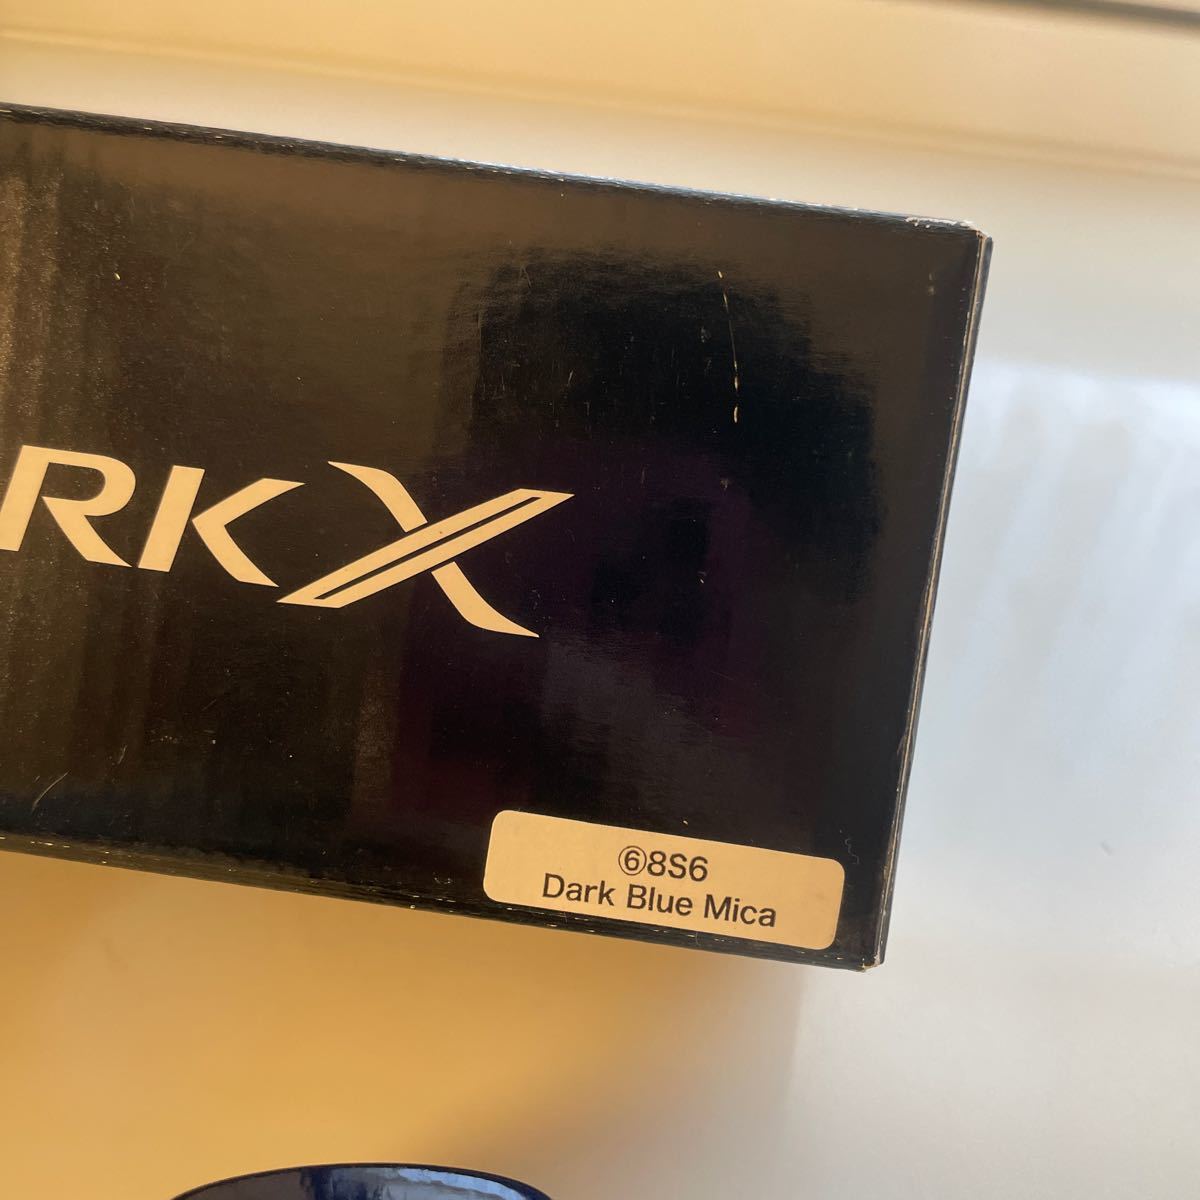 RKX
⑥8S6
Dark Blue Mica